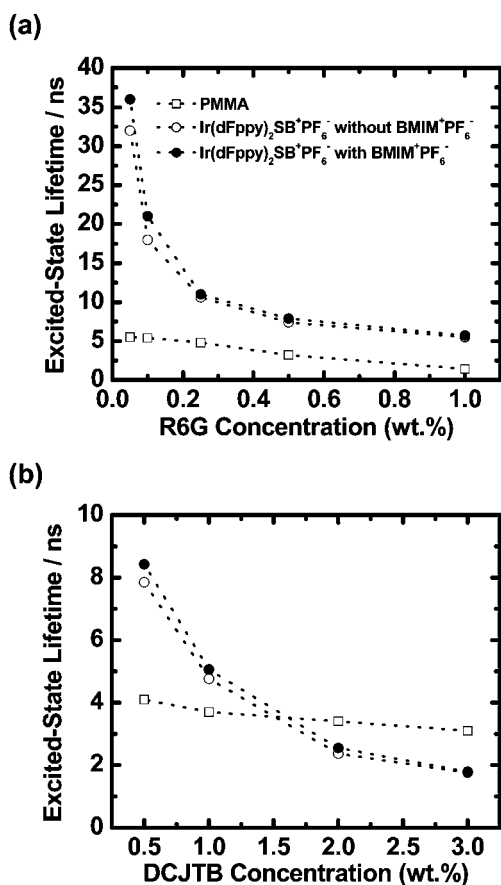 (a)
Excited-State Lifetime / ns
40
35
30
25
20
15
10
5
0
PMMA
Ir(dFppy)₂SB⁺PF₆⁻ without BMIM⁺PF₆⁻
Ir(dFppy)₂SB⁺PF₆⁻ with BMIM⁺PF₆⁻
0.0 0.2 0.4 0.6 0.8 1.0
R6G Concentration (wt.%)
(b)
Excited-State Lifetime / ns
10
8
6
4
2
0
0.5 1.0 1.5 2.0 2.5 3.0
DCJTB Concentration (wt.%)